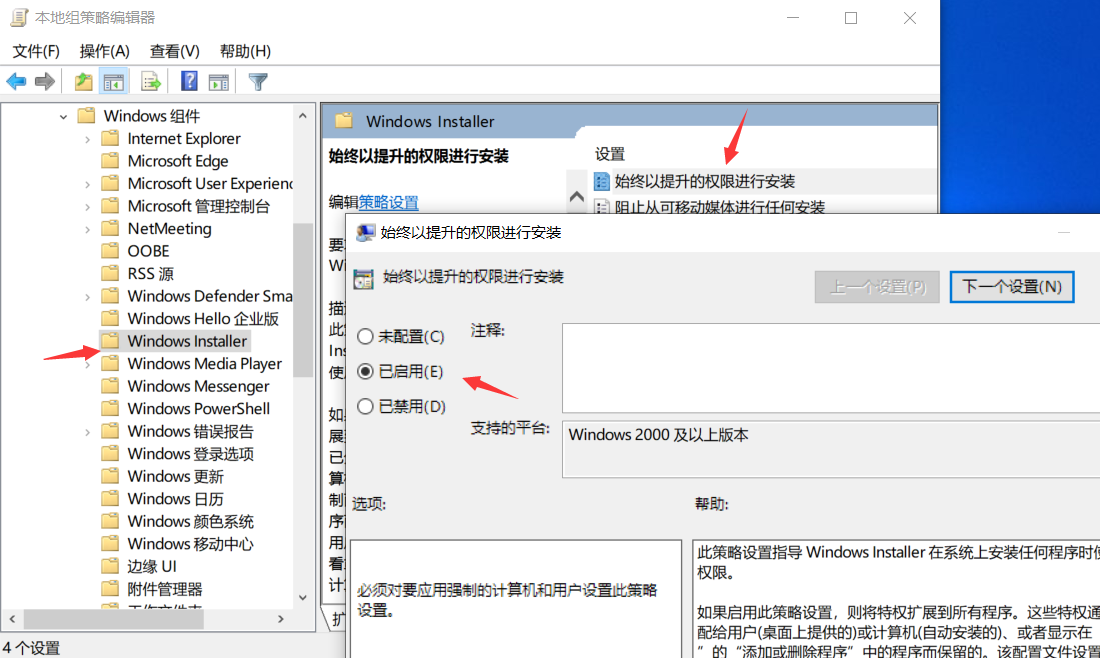 本地组策略编辑器
文件(F) 操作(A) 查看(V) 帮助(H)
Windows 组件
Internet Explorer
Microsoft Edge
Microsoft User Experienc
Microsoft 管理控制台
NetMeeting
OOBE
RSS 源
Windows Defender Sma
Windows Hello 企业版
Windows Installer
Windows Media Player
Windows Messenger
Windows PowerShell
Windows 错误报告
Windows 登录选项
Windows 更新
Windows 日历
Windows 颜色系统
Windows 移动中心
边缘 UI
附件管理器
4 个设置
Windows Installer
始终以提升的权限进行安装
编辑策略设置
要
Wi
描
此
Ins
使
如
展
已
算
制
序
用
看
计
扩
设置
始终以提升的权限进行安装
阻止从可移动媒体进行任何安装
始终以提升的权限进行安装
始终以提升的权限进行安装
上一个设置(P)
下一个设置(N)
未配置(C)
已启用(E)
已禁用(D)
注释:
支持的平台:
Windows 2000 及以上版本
选项:
帮助:
必须对要应用强制的计算机和用户设置此策略
设置。
此策略设置指导 Windows Installer 在系统上安装任何程序时使
权限。
如果启用此策略设置，则将特权扩展到所有程序。这些特权通
配给用户(桌面上提供的)或计算机(自动安装的)、或者显示在
”的“添加或删除程序”中的程序而保留的。该配置文件设置